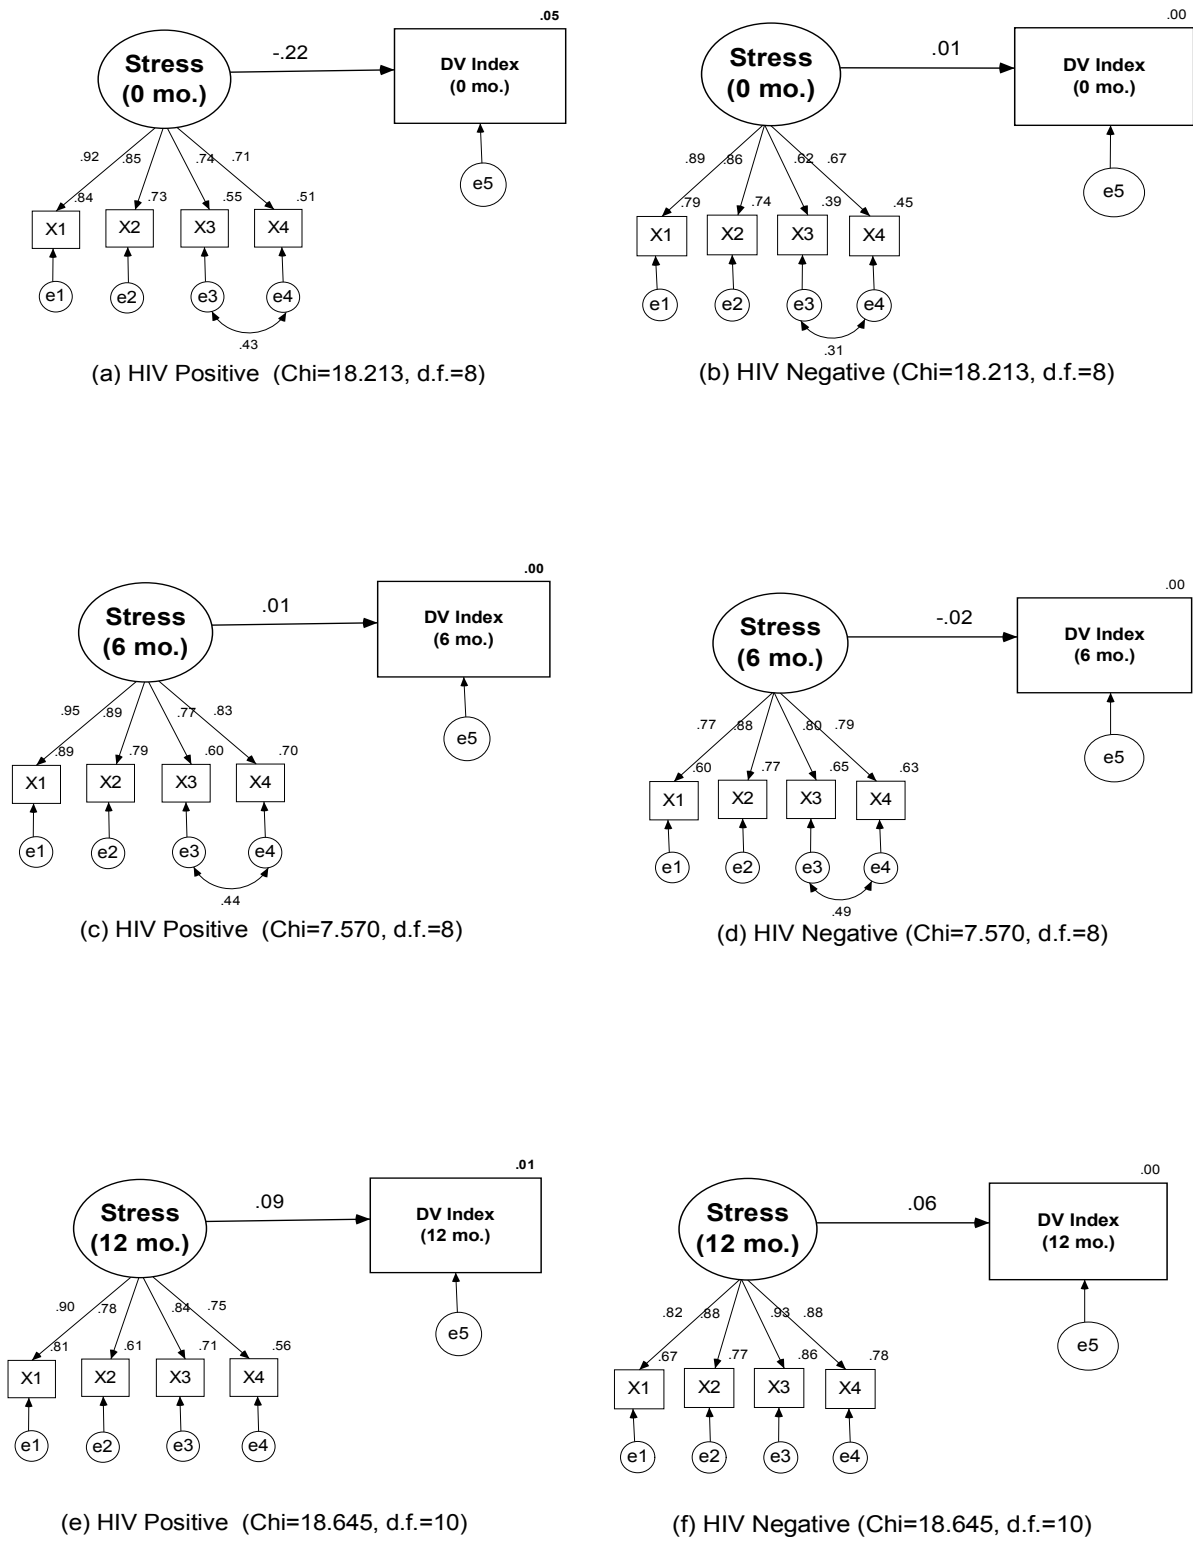 .05
-.22
Stress
(0 mo.)
DV Index
(0 mo.)
.92 .85 .74 .71
.84 .73 .55 .51
X1 X2 X3 X4
e5
e1 e2 e3 e4
.43
(a) HIV Positive (Chi=18.213, d.f.=8)
.00
.01
Stress
(0 mo.)
DV Index
(0 mo.)
.89 .86 .62 .67
.79 .74 .39 .45
X1 X2 X3 X4
e5
e1 e2 e3 e4
.31
(b) HIV Negative (Chi=18.213, d.f.=8)
.00
.01
Stress
(6 mo.)
DV Index
(6 mo.)
.95 .89 .77 .83
.89 .79 .60 .70
X1 X2 X3 X4
e5
e1 e2 e3 e4
.44
(c) HIV Positive (Chi=7.570, d.f.=8)
.00
-.02
Stress
(6 mo.)
DV Index
(6 mo.)
.77 .88 .80 .79
.60 .77 .65 .63
X1 X2 X3 X4
e5
e1 e2 e3 e4
.49
(d) HIV Negative (Chi=7.570, d.f.=8)
.01
.09
Stress
(12 mo.)
DV Index
(12 mo.)
.90 .78 .84 .75
.81 .61 .71 .56
X1 X2 X3 X4
e5
e1 e2 e3 e4
(e) HIV Positive (Chi=18.645, d.f.=10)
.00
.06
Stress
(12 mo.)
DV Index
(12 mo.)
.82 .88 .93 .88
.67 .77 .86 .78
X1 X2 X3 X4
e5
e1 e2 e3 e4
(f) HIV Negative (Chi=18.645, d.f.=10)